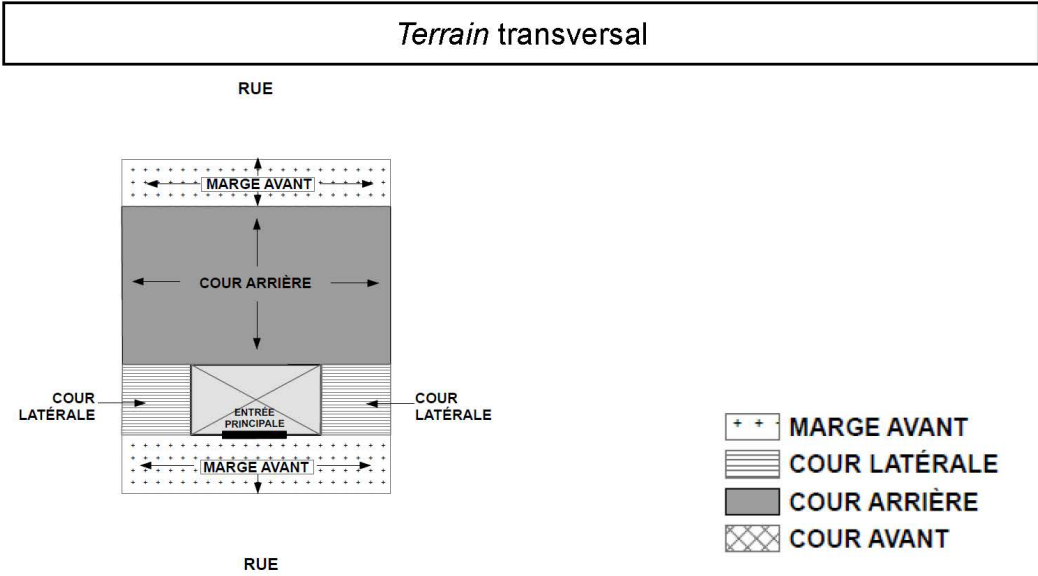 Terrain transversal
RUE
MARGE AVANT
COUR ARRIÈRE
COUR
LATÉRALE
ENTRÉE
PRINCIPALE
COUR
LATÉRALE
MARGE AVANT
RUE
MARGE AVANT
COUR LATÉRALE
COUR ARRIÈRE
COUR AVANT